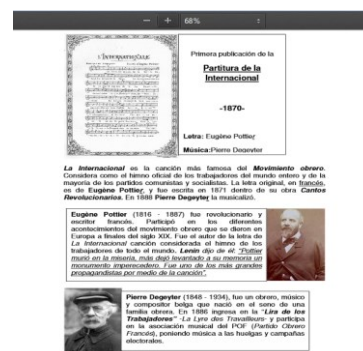 68%
L'INTERNATIONALE
Primera publicación de la
Partitura de la
Internacional
-1870-
Letra: Eugène Pottier
Música:Pierre Degeyter
La Internacional es la canción más famosa del Movimiento obrero.
Considera como el himno oficial de los trabajadores del mundo entero y de la
mayoría de los partidos comunistas y socialistas. La letra original, en francés,
es de Eugène Pottier, y fue escrita en 1871 dentro de su obra Cantos
Revolucionarios. En 1888 Pierre Degeyter la musicalizó.
Eugène Pottier (1816 - 1887) fue revolucionario y
escritor francés. Participó en los diferentes
acontecimientos del movimiento obrero que se dieron en
Europa a finales del siglo XIX. Fue el autor de la letra de
La Internacional canción considerada el himno de los
trabajadores de todo el mundo. Lenin dijo de él: "Pottier
murió en la miseria, más dejó levantado a su memoria un
monumento imperecedero. Fue uno de los más grandes
propagandistas por medio de la canción".
Pierre Degeyter (1848 - 1934), fue un obrero, músico
y compositor belga que nació en el seno de una
familia obrera. En 1886 ingresa en la "Lira de los
Trabajadores" -La Lyre des Travailleurs- y participa
en la asociación musical del POF (Partido Obrero
Francés), poniendo música a las huelgas y campañas
electorales.